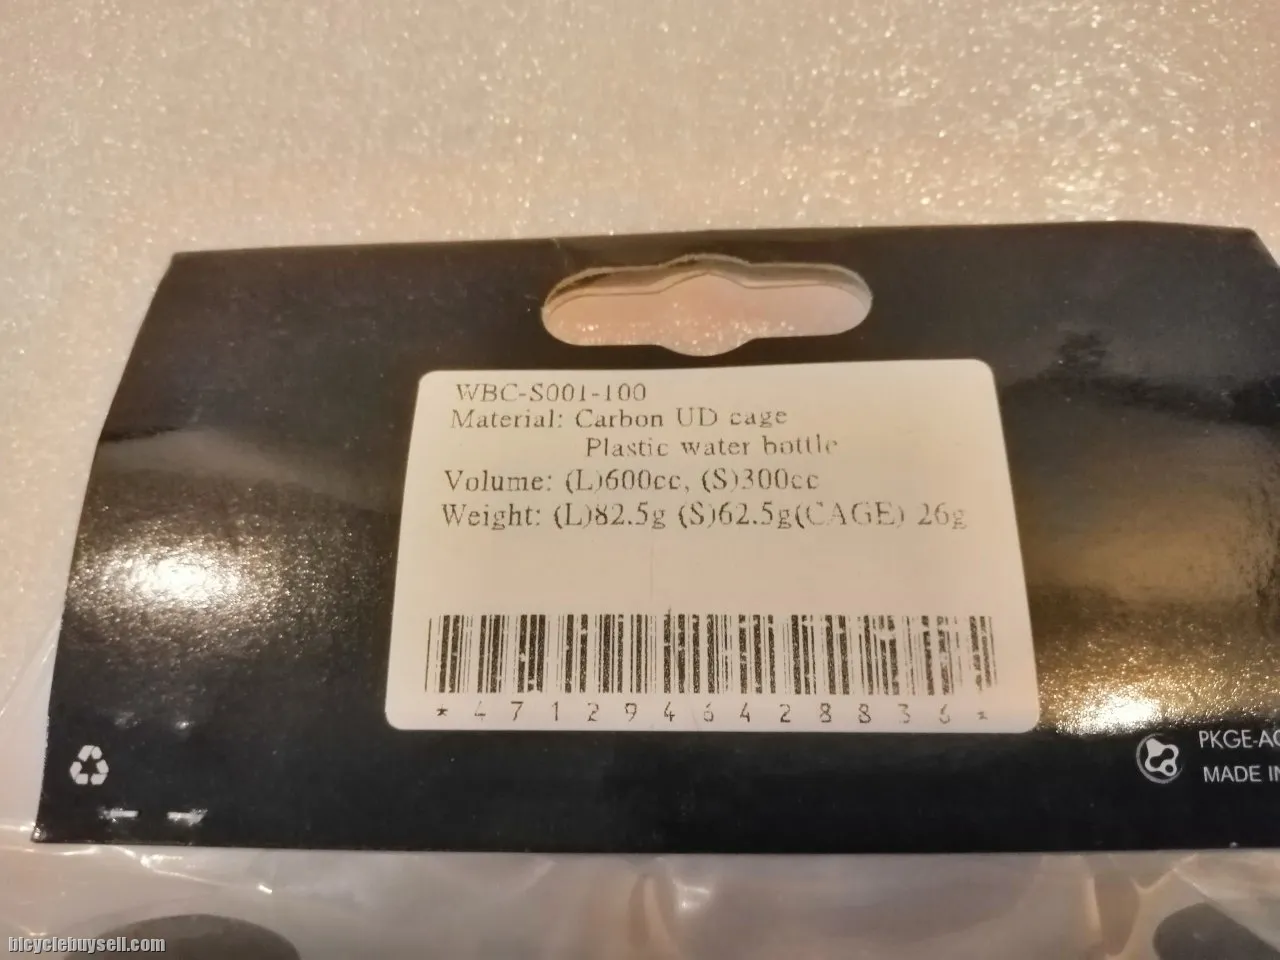 WBC-S001-100
Material: Carbon UD cage
Plastic water bottle
Volume: (L)600cc, (S)300cc
Weight: (L)82.5g (S)62.5g(CAGE) 26g
* 4 7 1 2 9 4 6 4 2 8 8 3 6 *
PKGE-AC
MADE IN
bicyclebuysell.com